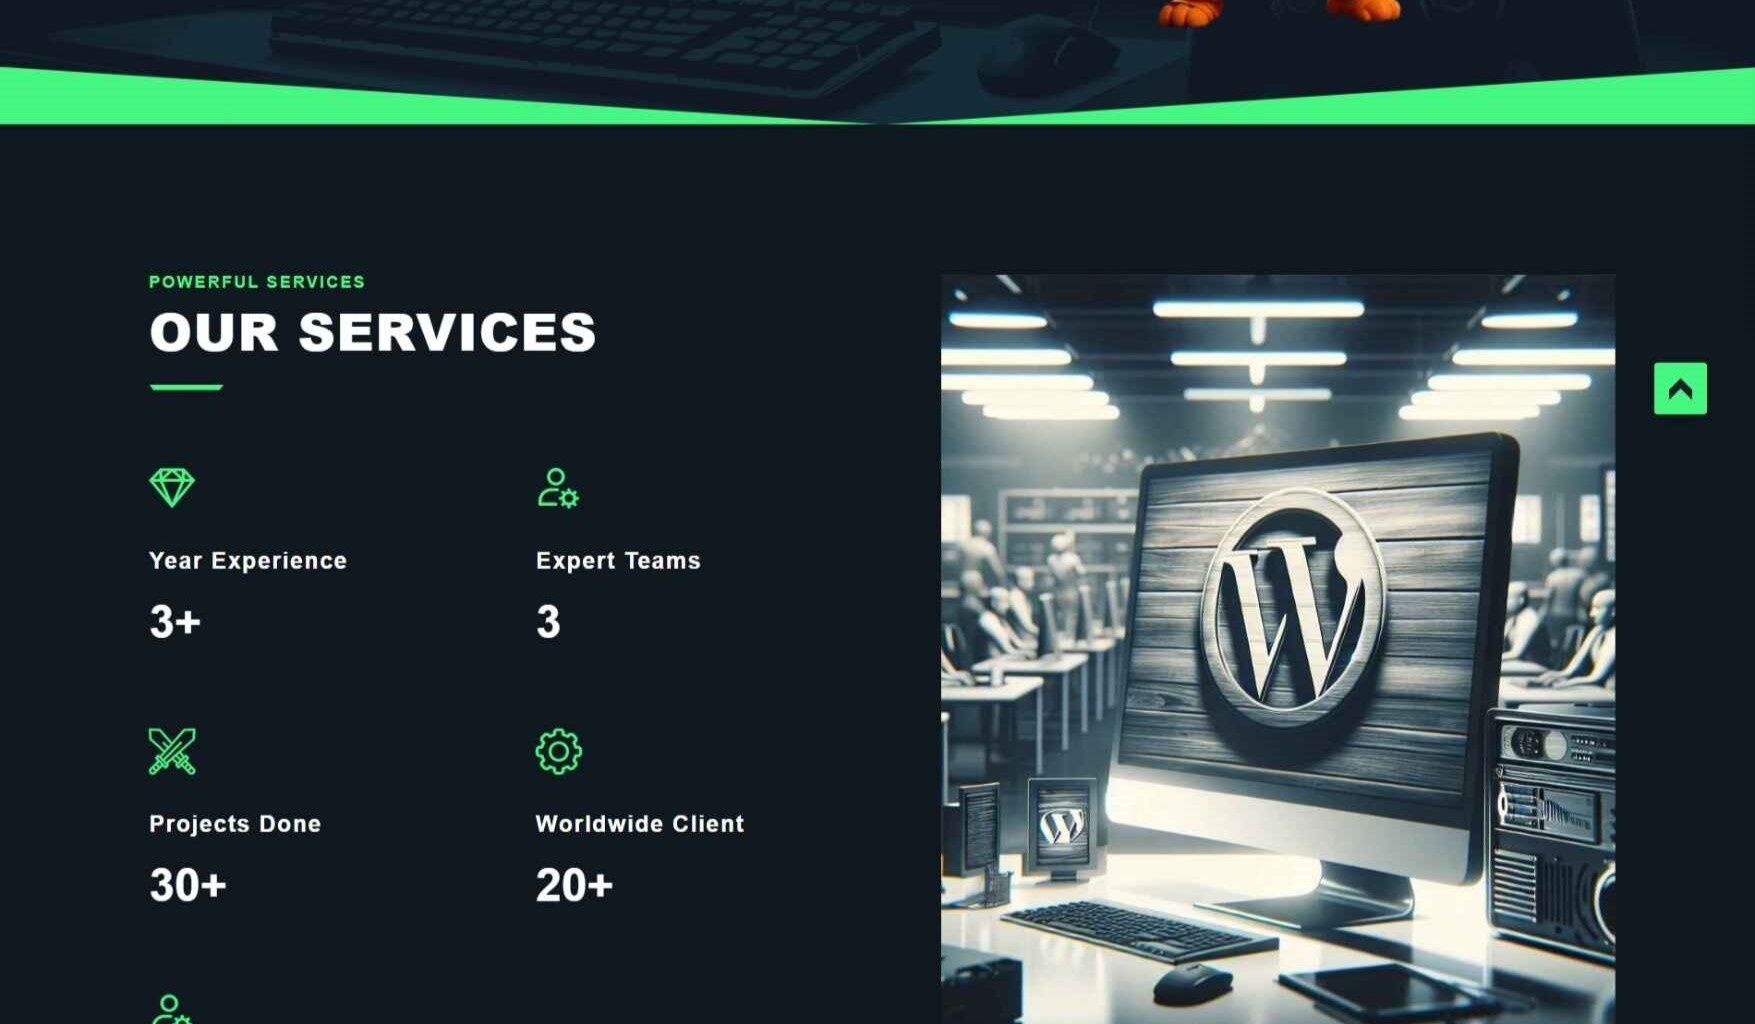 POWERFUL SERVICES
OUR SERVICES
Year Experience
3+
Expert Teams
3
Projects Done
30+
Worldwide Client
20+